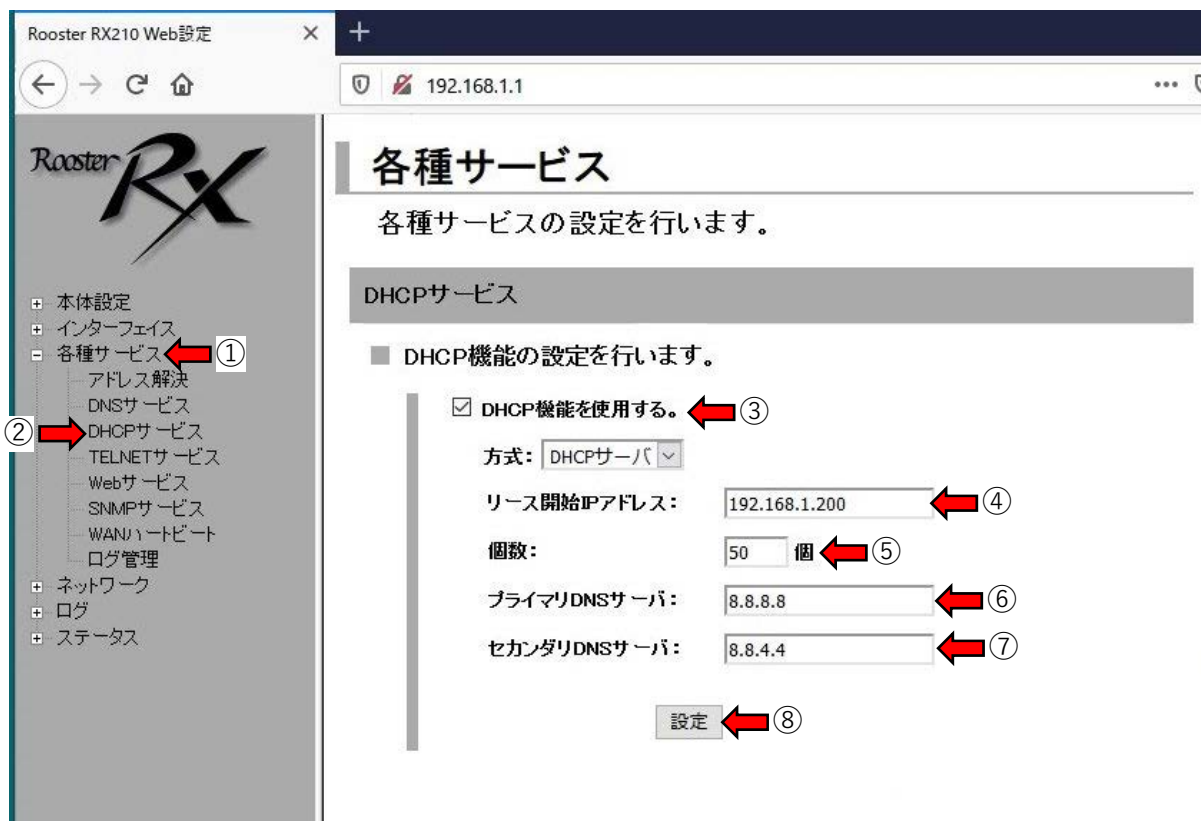 Rooster RX210 Web設定
192.168.1.1
Rooster RX
本体設定
インターフェイス
各種サービス ①
アドレス解決
DNSサービス
② DHCPサービス
TELNETサービス
Webサービス
SNMPサービス
WANハートビート
ログ管理
ネットワーク
ログ
ステータス
各種サービス
各種サービスの設定を行います。
DHCPサービス
DHCP機能の設定を行います。
DHCP機能を使用する。 ③
方式: DHCPサーバ
リース開始IPアドレス: 192.168.1.200 ④
個数: 50 個 ⑤
プライマリDNSサーバ: 8.8.8.8 ⑥
セカンダリDNSサーバ: 8.8.4.4 ⑦
設定 ⑧